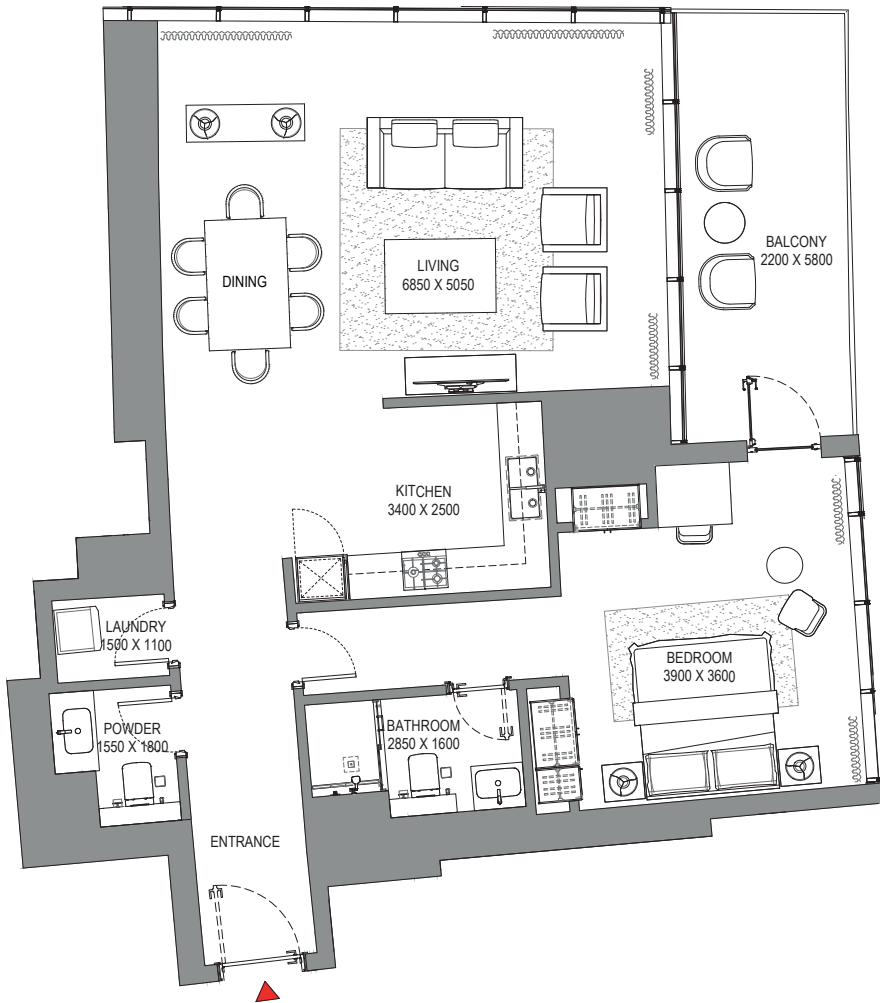 BALCONY
2200 X 5800
LIVING
6850 X 5050
DINING
KITCHEN
3400 X 2500
LAUNDRY
1500 X 1100
BEDROOM
3900 X 3600
POWDER
1550 X 1800
BATHROOM
2850 X 1600
ENTRANCE